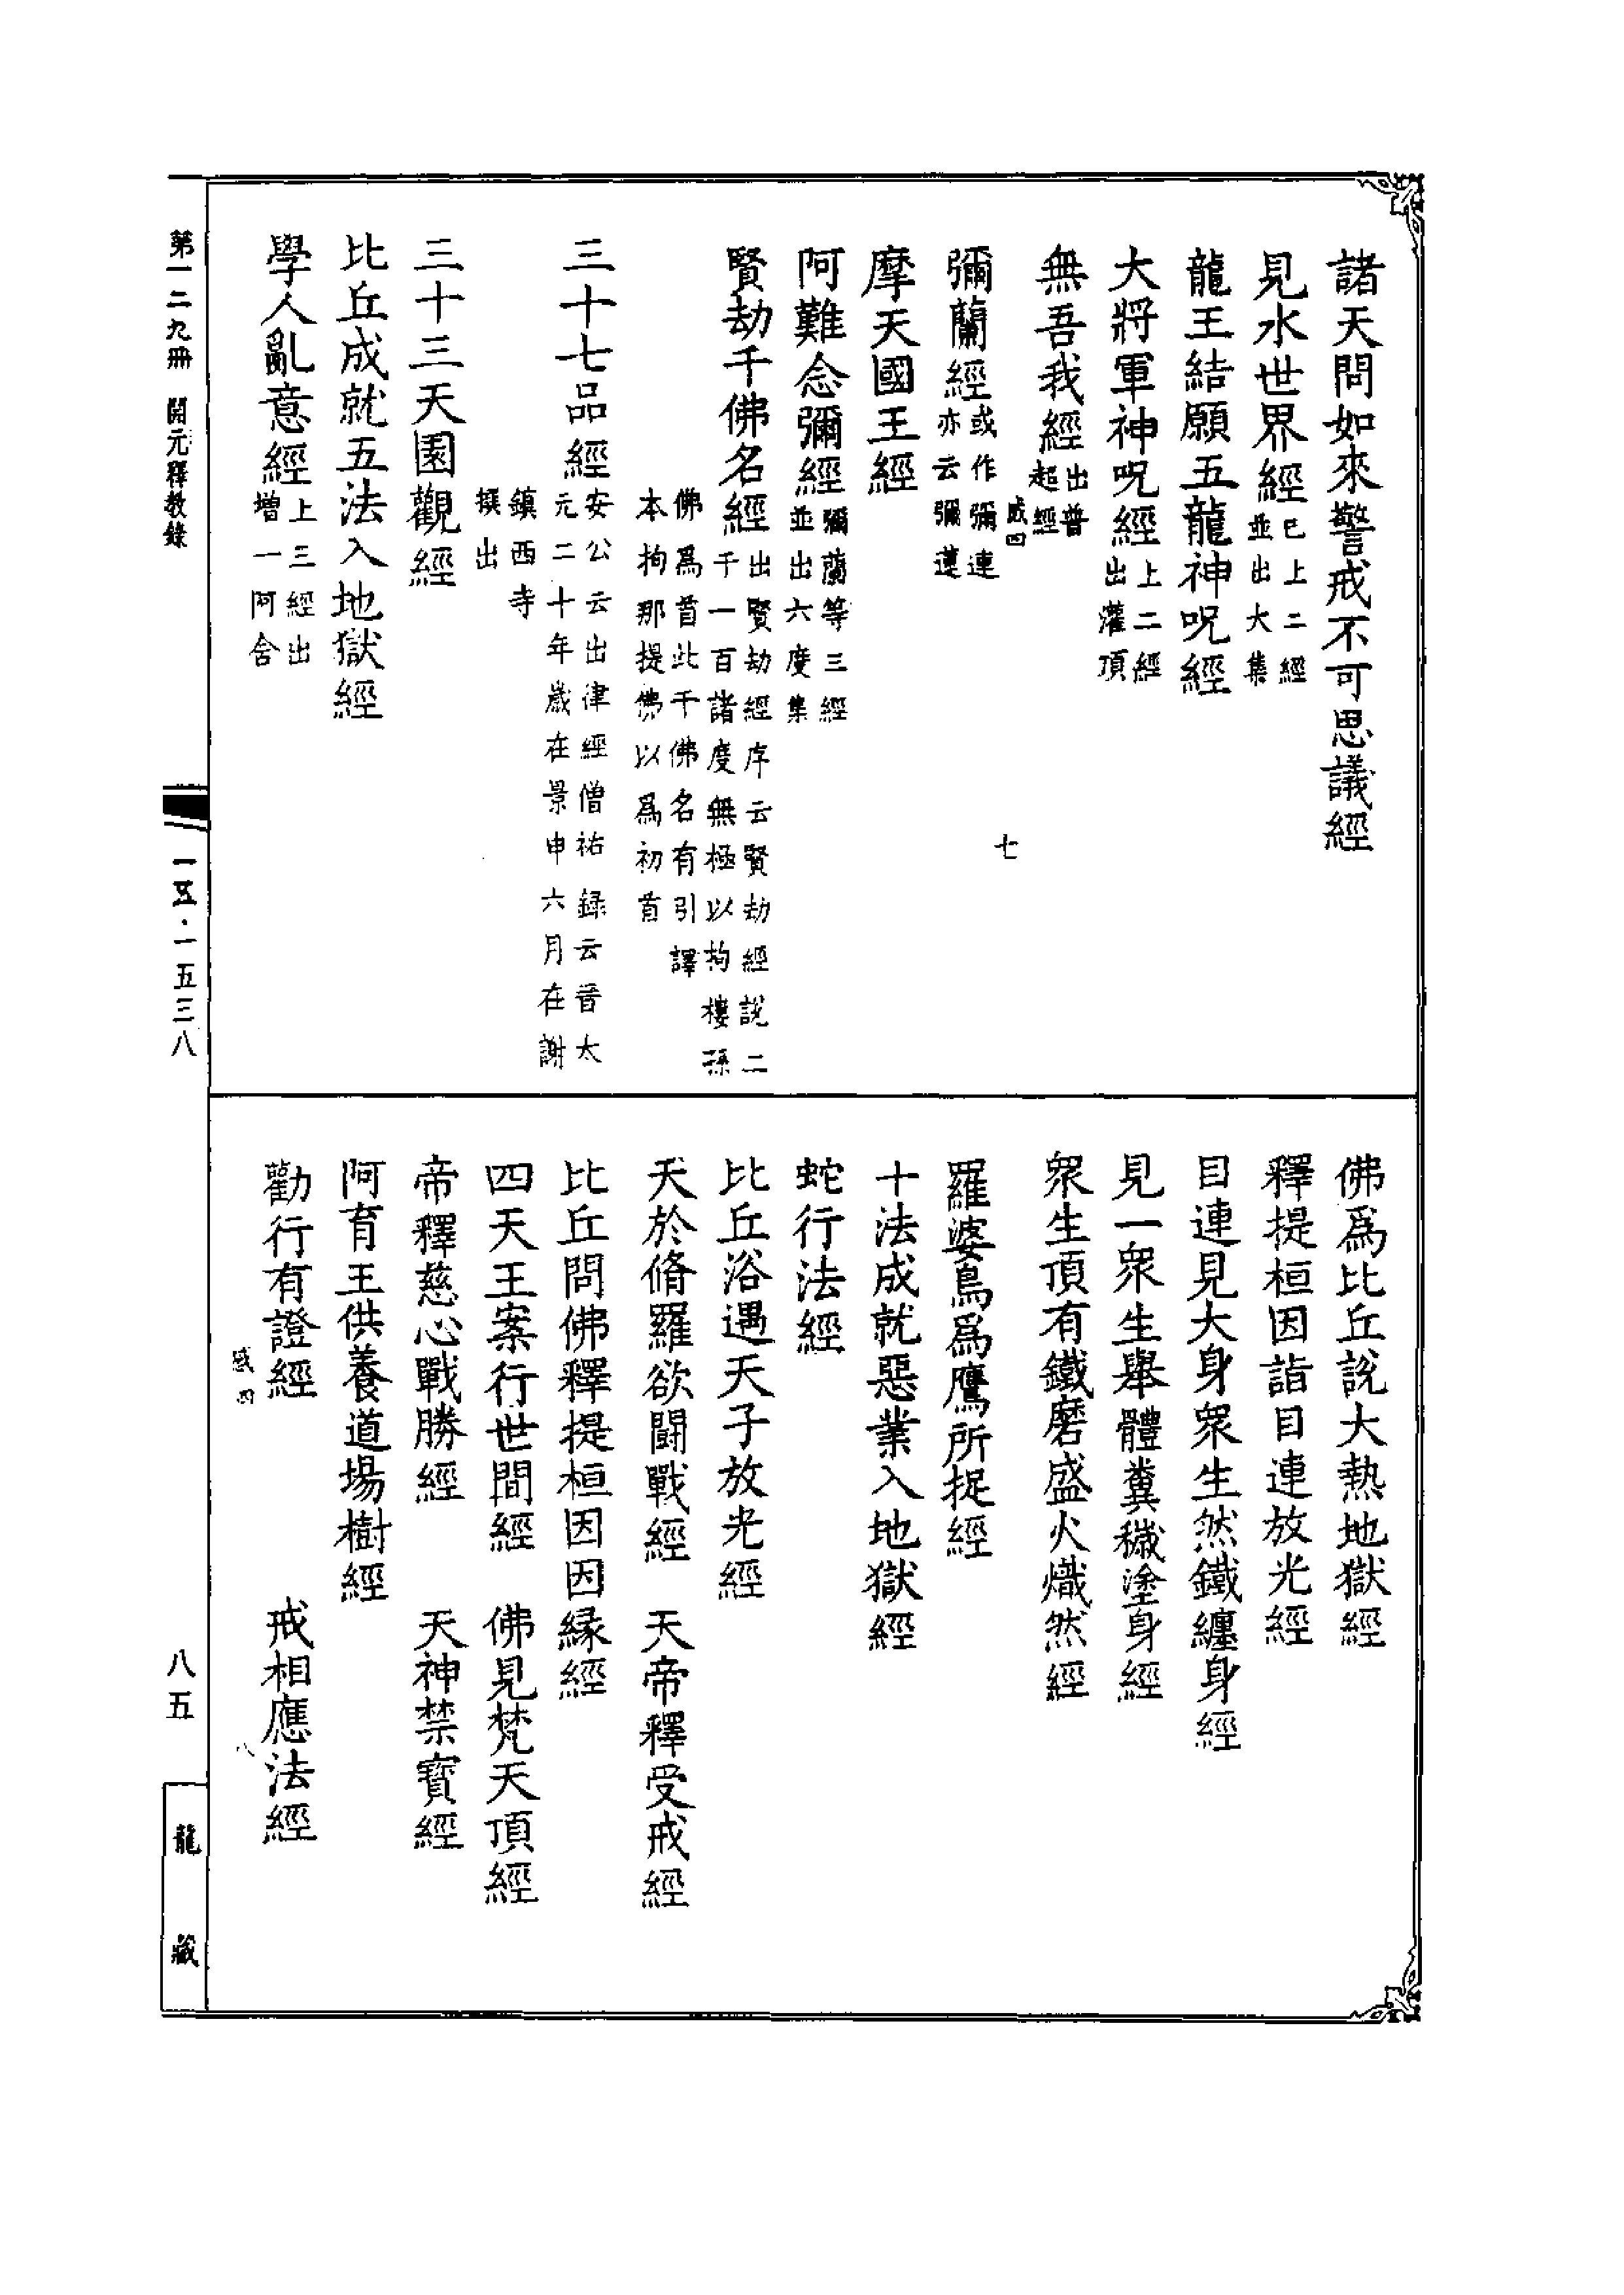 諸天問如來警戒不可思議經
見水世界經已上二經並出大集
龍王結願五龍神呪經
大將軍神呪經上二經出灌頂
無吾我經出普超經
感四
七
彌蘭經或作彌連亦云彌蓮
摩天國王經
阿難念彌經彌蘭等三經並出六度集
賢劫千佛名經出賢劫經序云賢劫經說二千一百諸度無極以拘樓孫
佛爲首此千佛名有引譯本拘那提佛以爲初首
三十七品經安公云出律經僧祐錄云晉太元二十年歲在景申六月在謝
鎮西寺撰出
三十三天園觀經
比丘成就五法入地獄經
學人亂意經上三經出增一阿含
佛爲比丘說大熱地獄經
釋提桓因詣目連放光經
目連見大身衆生然鐵纏身經
見一衆生舉體糞穢塗身經
衆生頂有鐵磨盛火熾然經
羅婆鳥爲鷹所捉經
十法成就惡業入地獄經
蛇行法經
比丘浴遇天子放光經
天於脩羅欲鬪戰經 天帝釋受戒經
比丘問佛釋提桓因因緣經
四天王案行世間經 佛見梵天頂經
帝釋慈心戰勝經 天神禁寶經
阿育王供養道場樹經
勸行有證經 戒相應法經
感四
八
第一二九冊 開元釋教錄
一五·一五三八
八五
龍藏